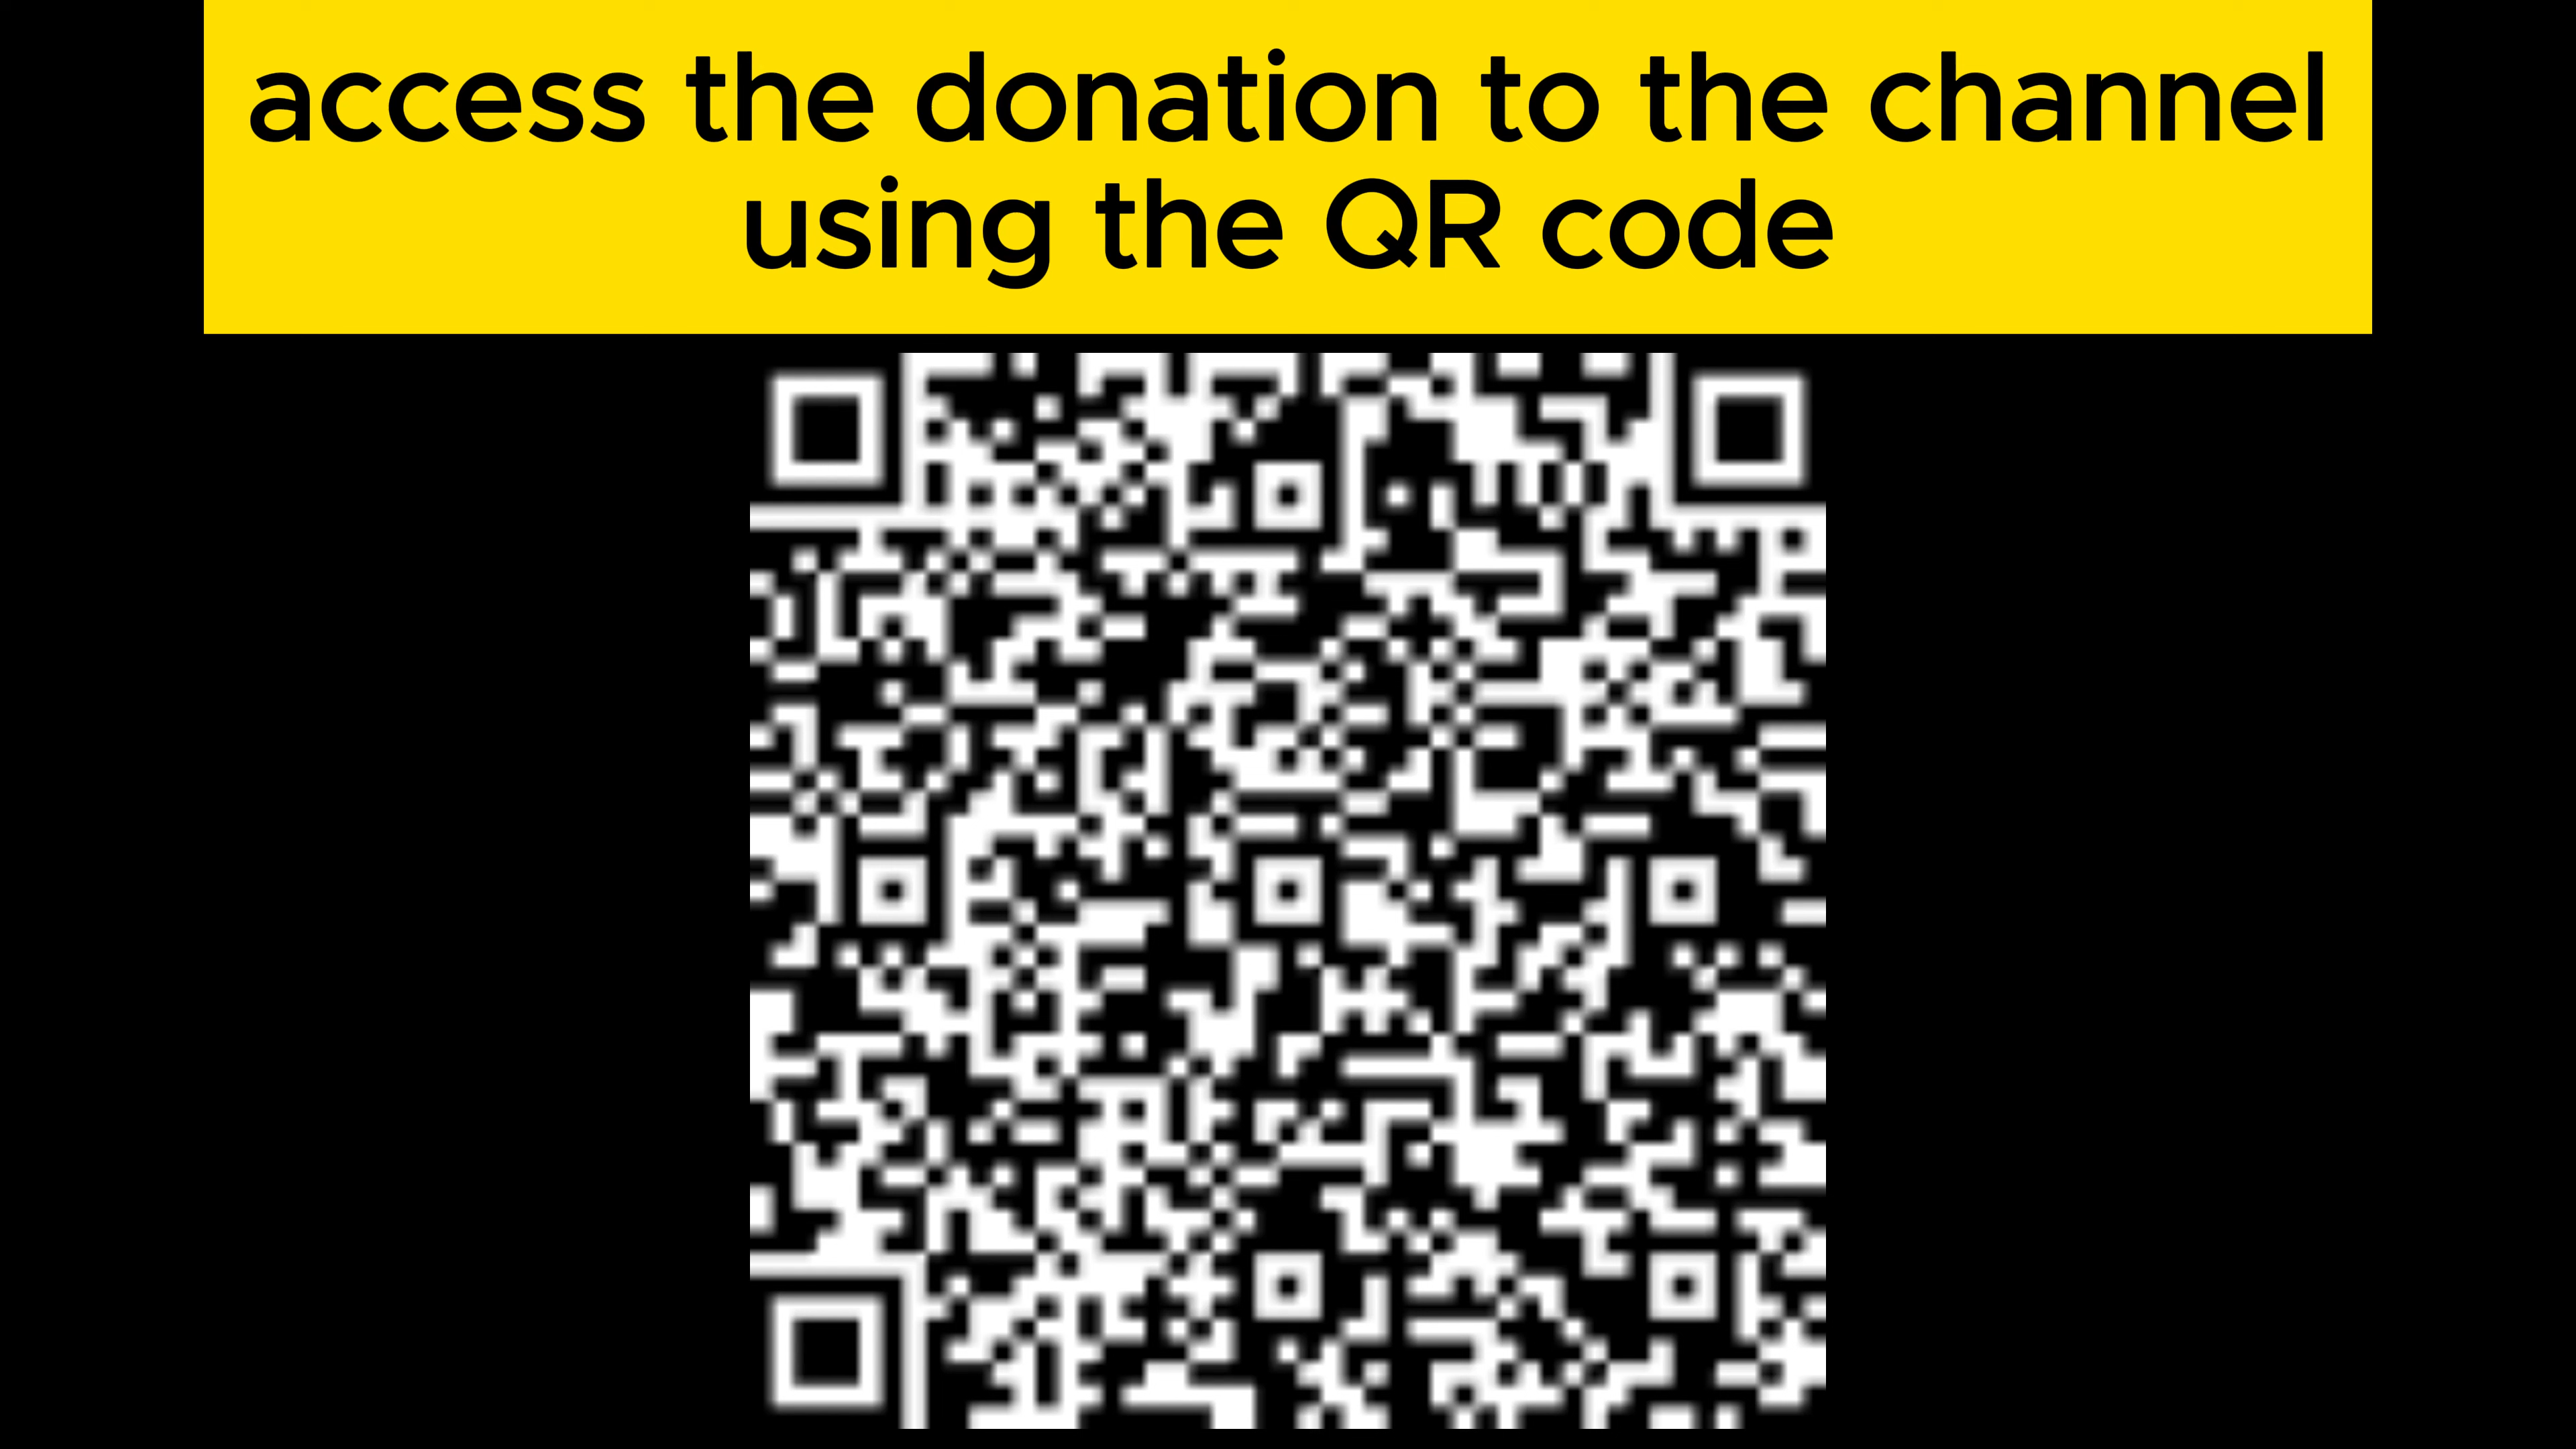 access the donation to the channel
using the QR code